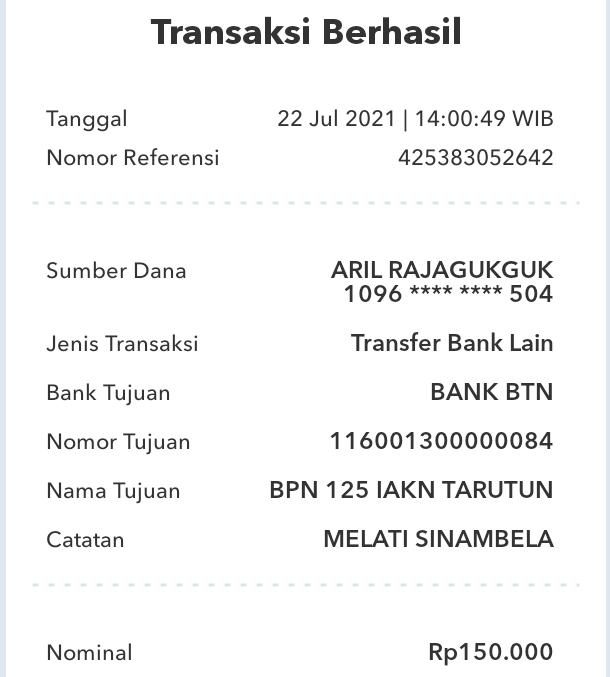 Transaksi Berhasil
Tanggal 22 Jul 2021 | 14:00:49 WIB
Nomor Referensi 425383052642
Sumber Dana ARIL RAJAGUKGUK
1096 **** **** 504
Jenis Transaksi Transfer Bank Lain
Bank Tujuan BANK BTN
Nomor Tujuan 116001300000084
Nama Tujuan BPN 125 IAKN TARUTUN
Catatan MELATI SINAMBELA
Nominal Rp150.000